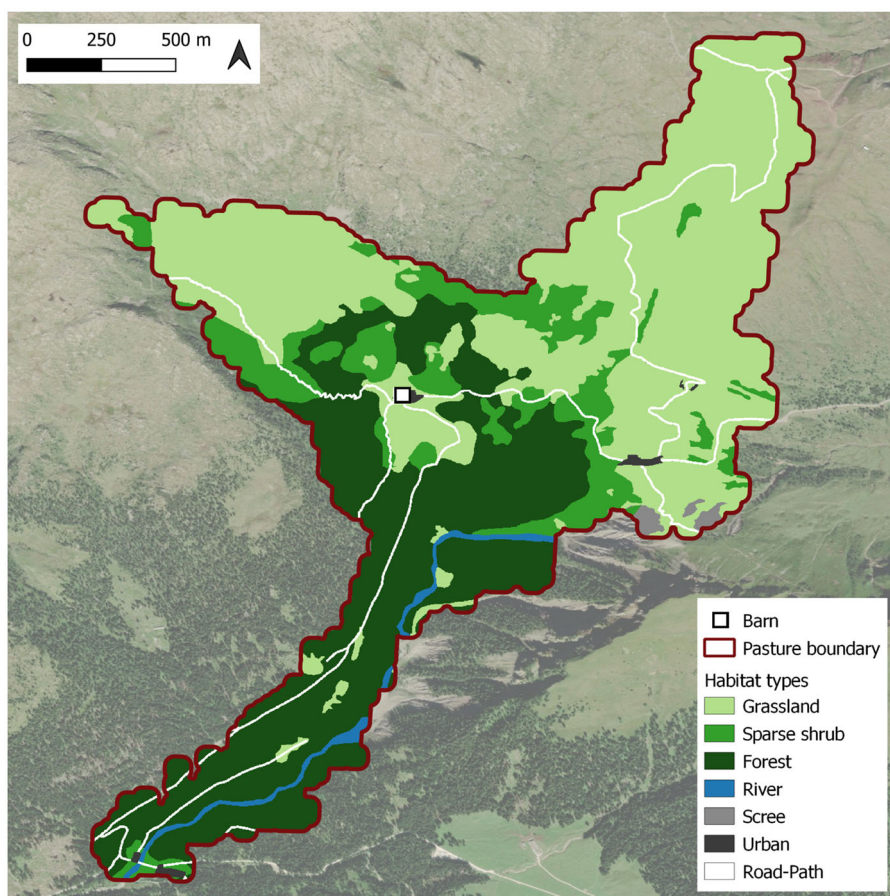 0 250 500 m
Barn
Pasture boundary
Habitat types
Grassland
Sparse shrub
Forest
River
Scree
Urban
Road-Path